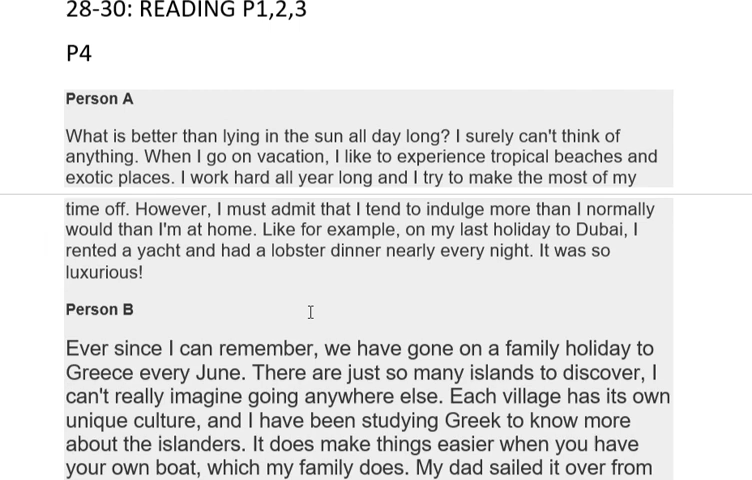 28-30: READING P1,2,3
P4
Person A
What is better than lying in the sun all day long? I surely can't think of
anything. When I go on vacation, I like to experience tropical beaches and
exotic places. I work hard all year long and I try to make the most of my
time off. However, I must admit that I tend to indulge more than I normally
would than I'm at home. Like for example, on my last holiday to Dubai, I
rented a yacht and had a lobster dinner nearly every night. It was so
luxurious!
Person B
Ever since I can remember, we have gone on a family holiday to
Greece every June. There are just so many islands to discover, I
can't really imagine going anywhere else. Each village has its own
unique culture, and I have been studying Greek to know more
about the islanders. It does make things easier when you have
your own boat, which my family does. My dad sailed it over from